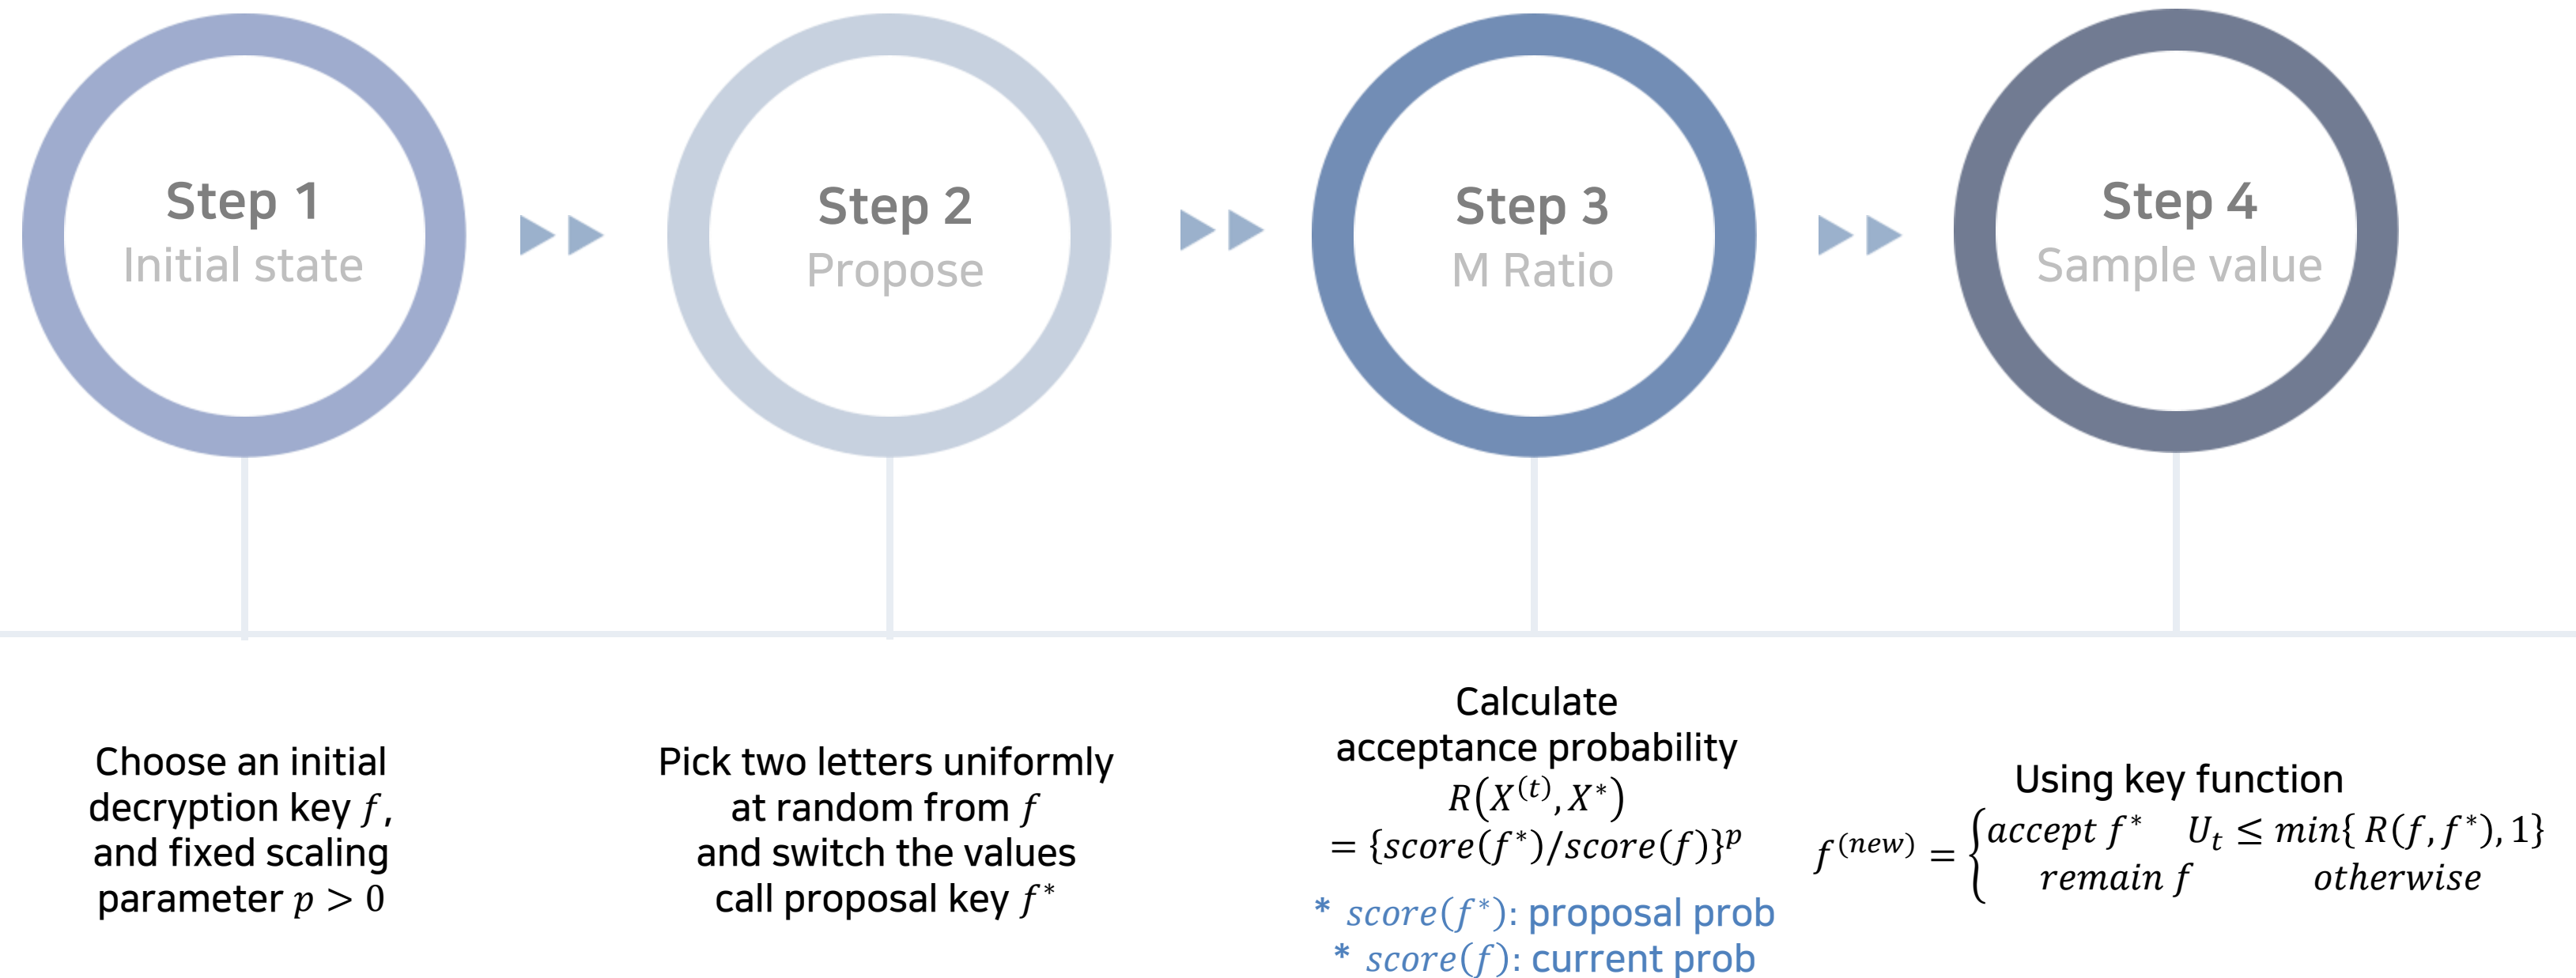 Step 1
Initial state
Step 2
Propose
Step 3
M Ratio
Step 4
Sample value
Choose an initial
decryption key f,
and fixed scaling
parameter p > 0
Pick two letters uniformly
at random from f
and switch the values
call proposal key f*
Calculate
acceptance probability
R(X^(t), X*)
= {score(f*)/score(f)}^p
* score(f*): proposal prob
* score(f): current prob
Using key function
f^(new) = { accept f* U_t ≤ min{ R(f, f*), 1}
remain f otherwise